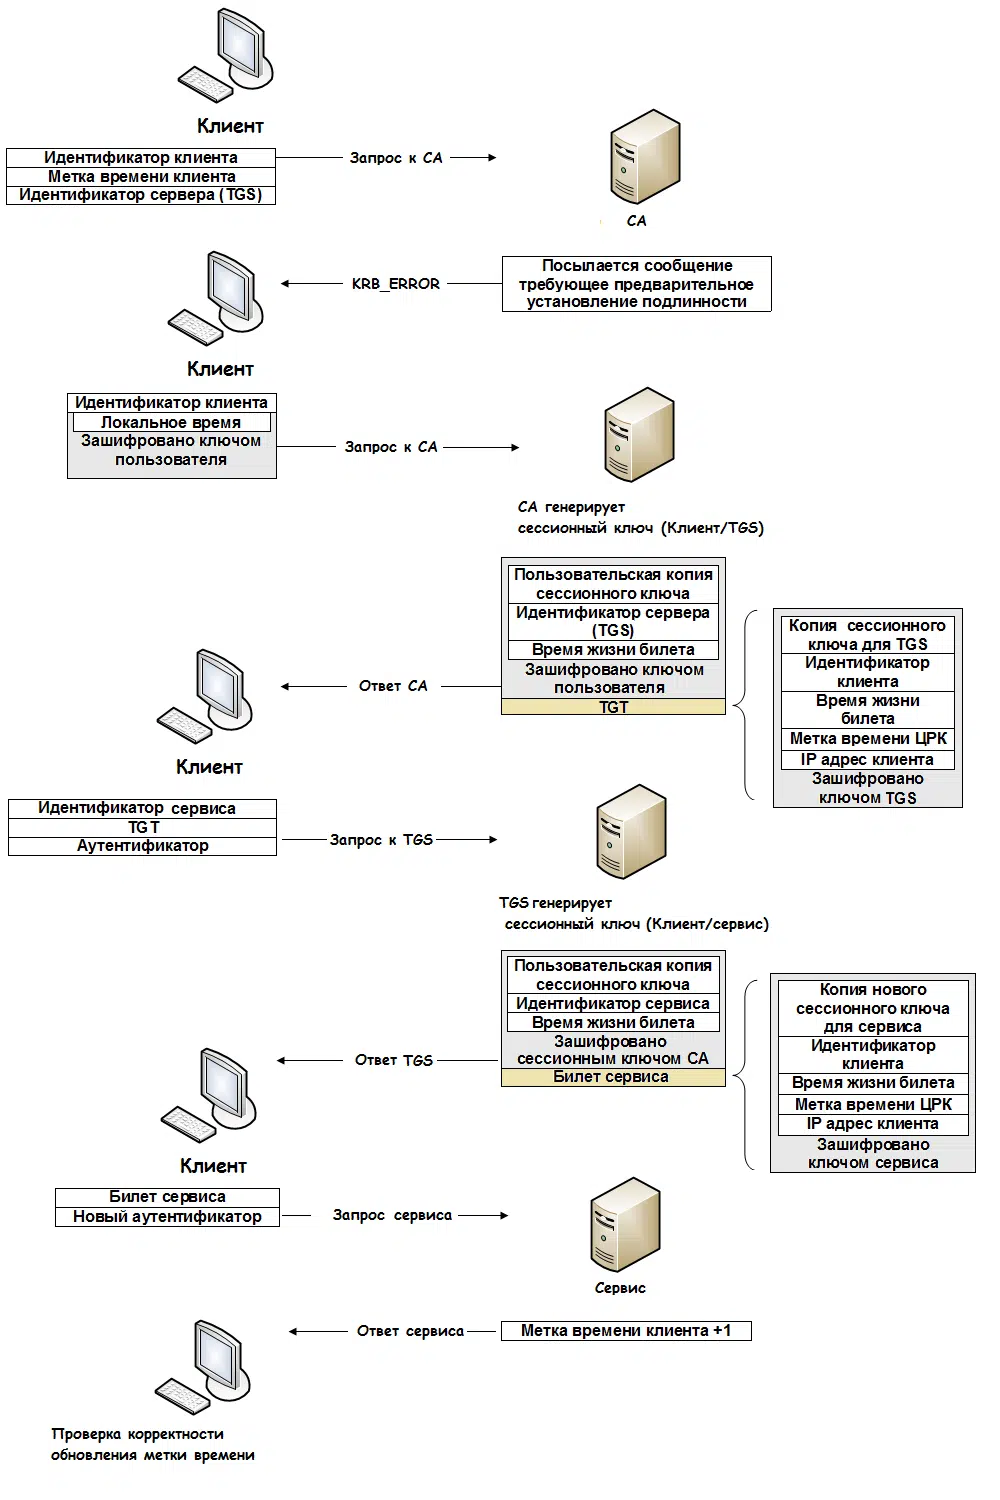 Клиент
Идентификатор клиента
Метка времени клиента
Идентификатор сервера (TGS)
Запрос к СА
СА
KRB_ERROR
Посылается сообщение
требующее предварительное
установление подлинности
Клиент
Идентификатор клиента
Локальное время
Зашифровано ключом
пользователя
Запрос к СА
СА генерирует
сессионный ключ (Клиент/TGS)
Пользовательская копия
сессионного ключа
Идентификатор сервера
(TGS)
Время жизни билета
Зашифровано ключом
пользователя
TGT
Копия сессионного
ключа для TGS
Идентификатор
клиента
Время жизни
билета
Метка времени ЦРК
IP адрес клиента
Зашифровано
ключом TGS
Ответ СА
Клиент
Идентификатор сервиса
TGT
Аутентификатор
Запрос к TGS
TGS генерирует
сессионный ключ (Клиент/сервис)
Пользовательская копия
сессионного ключа
Идентификатор сервиса
Время жизни билета
Зашифровано
сессионным ключом СА
Билет сервиса
Копия нового
сессионного ключа
для сервиса
Идентификатор
клиента
Время жизни билета
Метка времени ЦРК
IP адрес клиента
Зашифровано
ключом сервиса
Ответ TGS
Клиент
Билет сервиса
Новый аутентификатор
Запрос сервиса
Сервис
Ответ сервиса
Метка времени клиента +1
Проверка корректности
обновления метки времени